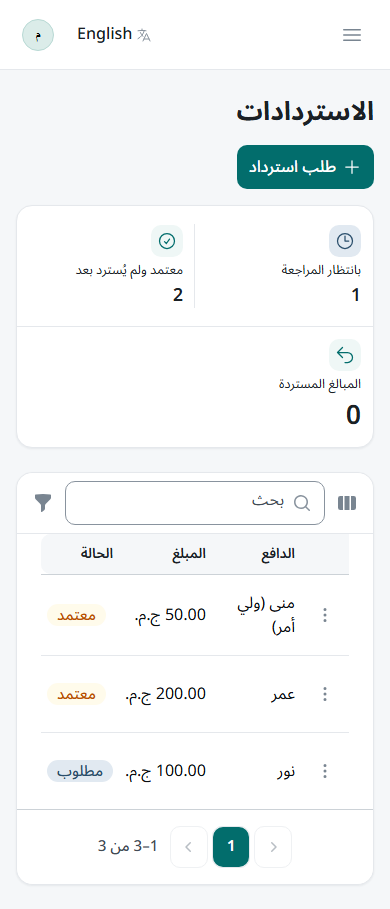 English
م
الاستردادات
طلب استرداد
بانتظار المراجعة
1
معتمد ولم يُسترد بعد
2
المبالغ المستردة
0
بحث
الدافع المبلغ الحالة
منى (ولي أمر) 50.00 ج.م. معتمد
عمر 200.00 ج.م. معتمد
نور 100.00 ج.م. مطلوب
1
1–3 من 3